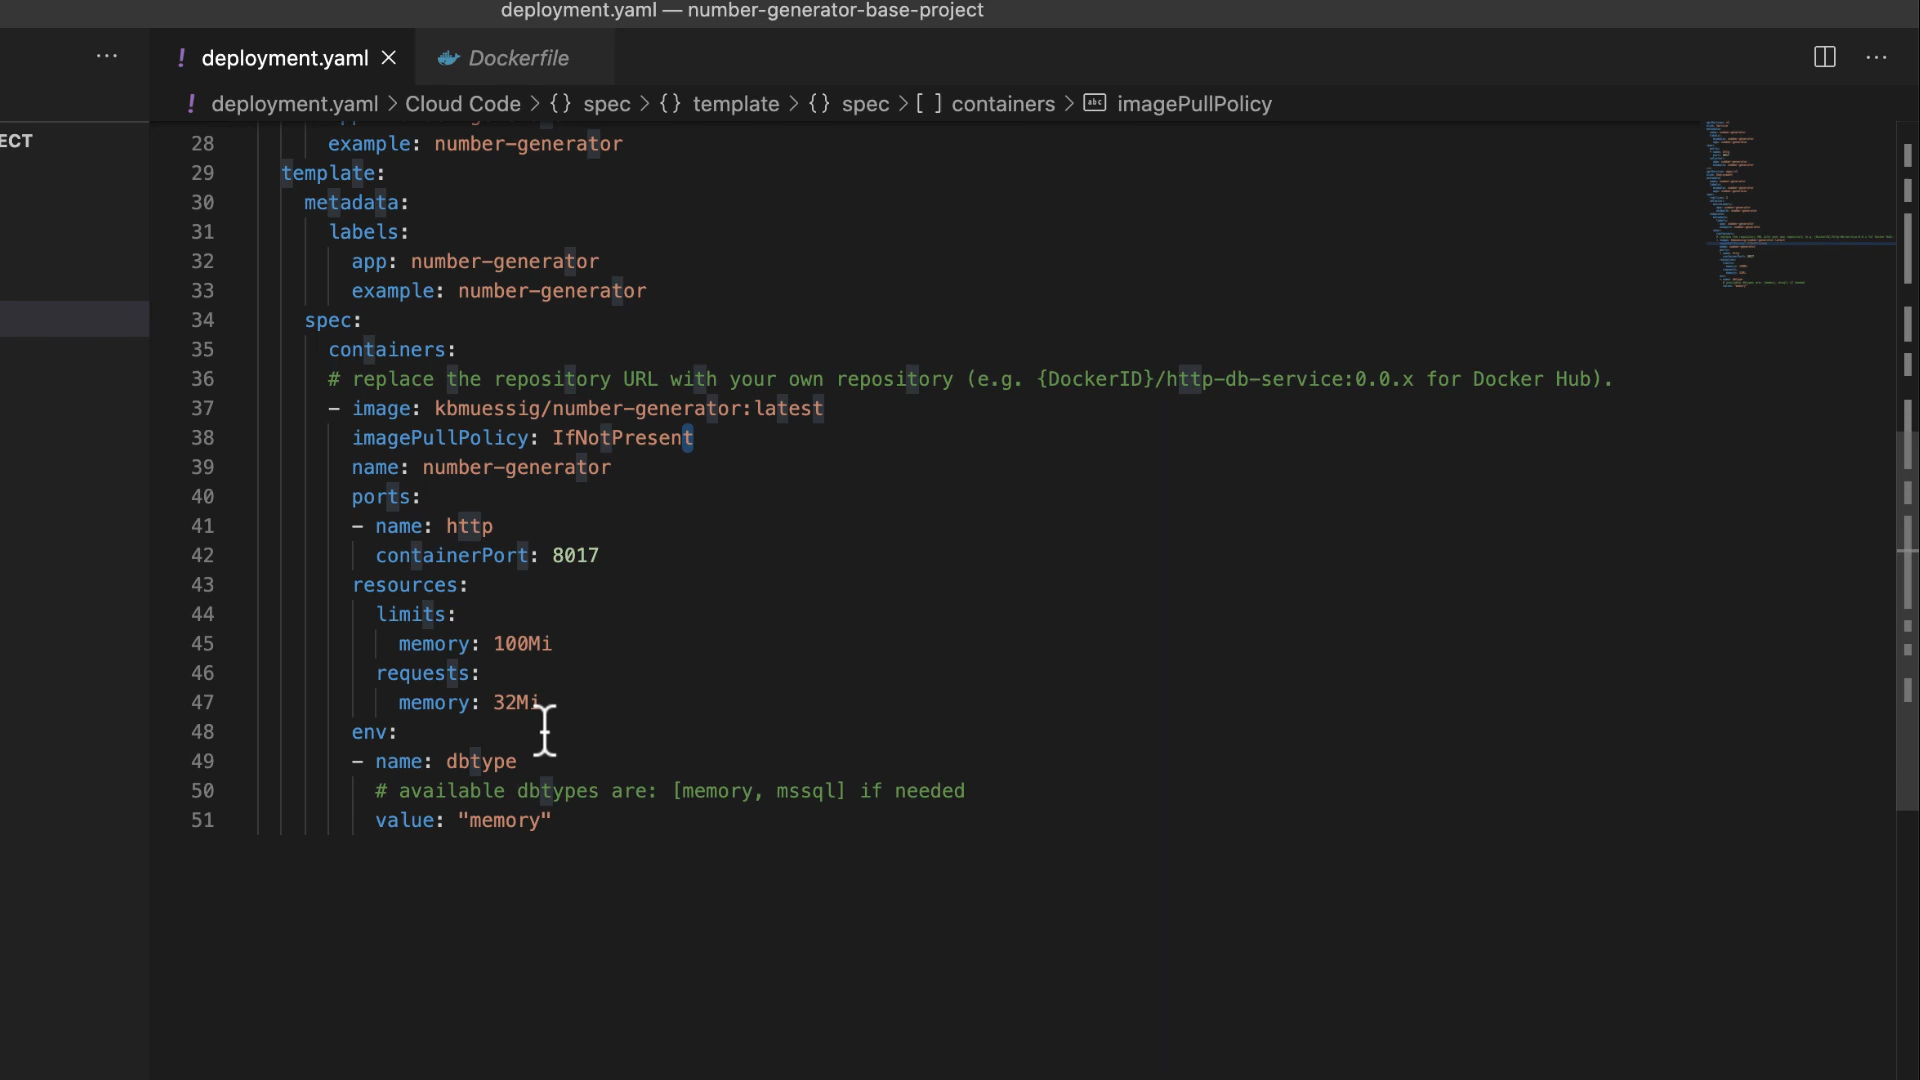 deployment.yaml — number-generator-base-project
deployment.yaml
Dockerfile
deployment.yaml > Cloud Code > {} spec > {} template > {} spec > [ ] containers > abc imagePullPolicy
ECT
28 example: number-generator
29 template:
30 metadata:
31 labels:
32 app: number-generator
33 example: number-generator
34 spec:
35 containers:
36 # replace the repository URL with your own repository (e.g. {DockerID}/http-db-service:0.0.x for Docker Hub).
37 - image: kbmuessig/number-generator:latest
38 imagePullPolicy: IfNotPresent
39 name: number-generator
40 ports:
41 - name: http
42 containerPort: 8017
43 resources:
44 limits:
45 memory: 100Mi
46 requests:
47 memory: 32Mi
48 env:
49 - name: dbtype
50 # available dbtypes are: [memory, mssql] if needed
51 value: "memory"